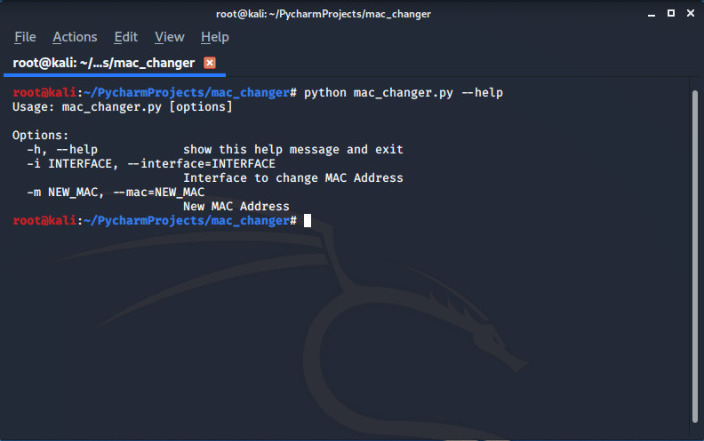 root@kali: ~/PycharmProjects/mac_changer
File Actions Edit View Help
root@kali: ~/...s/mac_changer
root@kali:~/PycharmProjects/mac_changer# python mac_changer.py --help
Usage: mac_changer.py [options]
Options:
-h, --help show this help message and exit
-i INTERFACE, --interface=INTERFACE
Interface to change MAC Address
-m NEW_MAC, --mac=NEW_MAC
New MAC Address
root@kali:~/PycharmProjects/mac_changer#